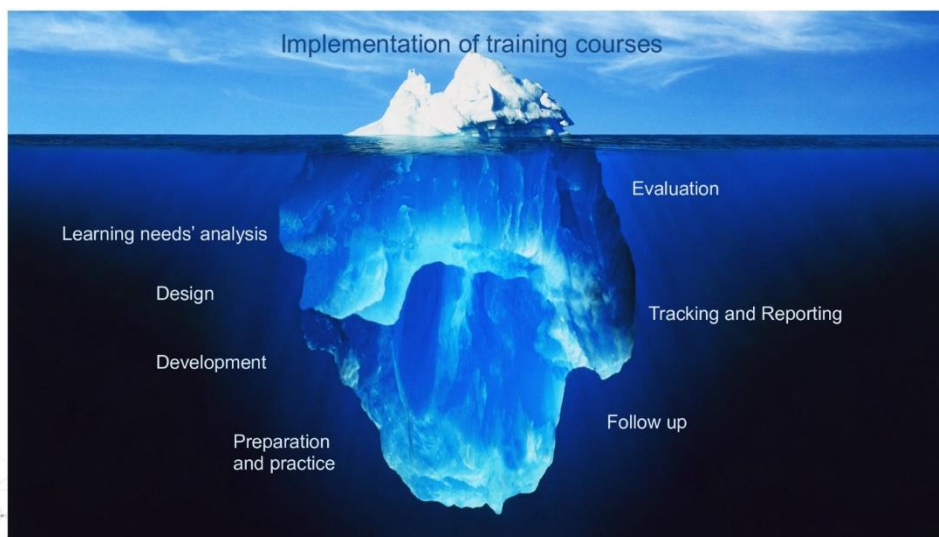 Implementation of training courses
Evaluation
Learning needs' analysis
Design
Tracking and Reporting
Development
Follow up
Preparation
and practice